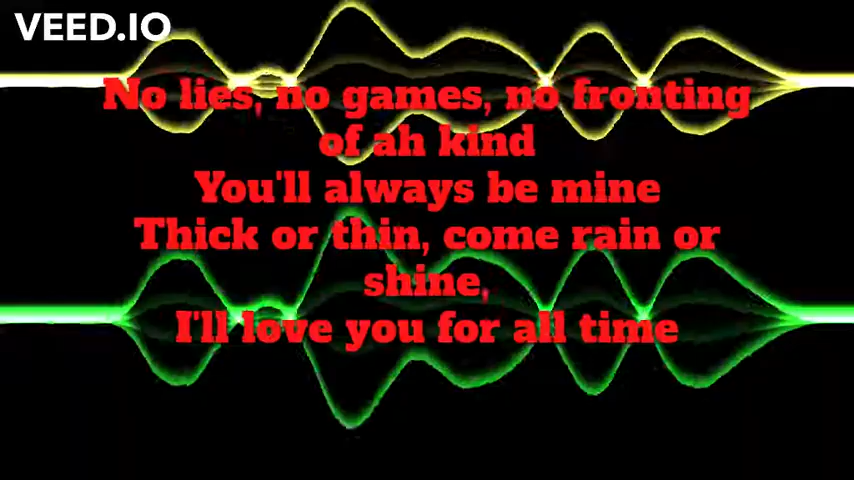 VEED.IO
No lies, no games, no fronting
of ah kind
You'll always be mine
Thick or thin, come rain or
shine,
I'll love you for all time